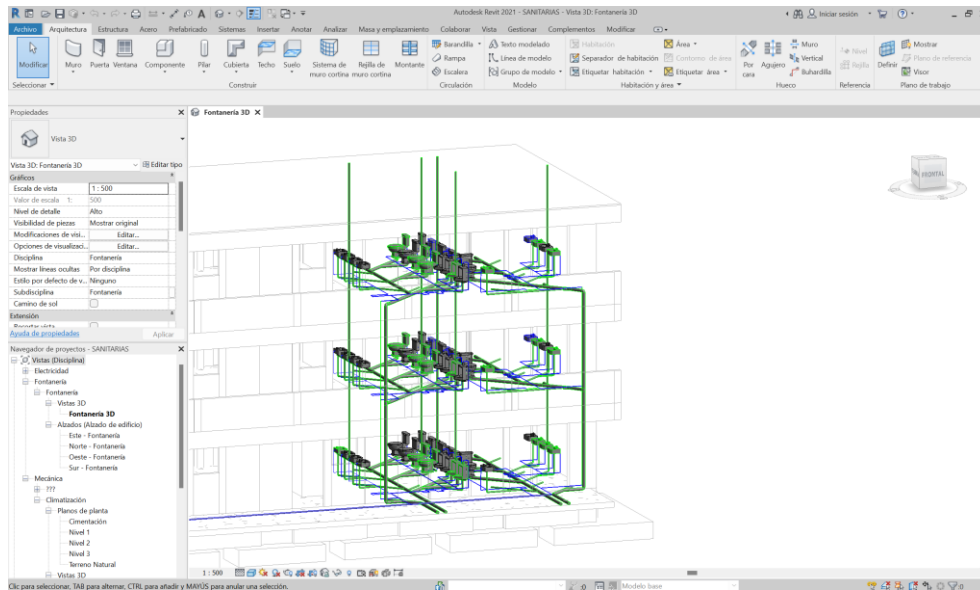 Autodesk Revit 2021 - SANITARIAS - Vista 3D: Fontanería 3D
Iniciar sesión
Archivo Arquitectura Estructura Acero Prefabricado Sistemas Insertar Anotar Analizar Masa y emplazamiento Colaborar Vista Gestionar Complementos Modificar
Modificar
Muro Puerta Ventana Componente Pilar Cubierta Techo Suelo Sistema de muro cortina Rejilla de muro cortina Montante
Barandilla Rampa Escalera
Texto modelado Línea de modelo Grupo de modelo
Habitación Separador de habitación Etiquetar habitación
Área Contorno de área Etiquetar área
Por cara Agujero Muro Vertical Buhardilla
Nivel Rejilla
Definir Mostrar Plano de referencia Visor
Seleccionar Construir Circulación Modelo Habitación y área Hueco Referencia Plano de trabajo
Propiedades
Fontanería 3D
Vista 3D
Vista 3D: Fontanería 3D Editar tipo
Gráficos
Escala de vista 1 : 500
Valor de escala 1: 500
Nivel de detalle Alto
Visibilidad de piezas Mostrar original
Modificaciones de visi... Editar...
Opciones de visualizaci... Editar...
Disciplina Fontanería
Mostrar líneas ocultas Por disciplina
Estilo por defecto de v... Ninguno
Subdisciplina Fontanería
Camino de sol
Extensión
Recortar vista
Ayuda de propiedades Aplicar
Navegador de proyectos - SANITARIAS
Vistas (Disciplina)
Electricidad
Fontanería
Fontanería
Vistas 3D
Fontanería 3D
Alzados (Alzado de edificio)
Este - Fontanería
Norte - Fontanería
Oeste - Fontanería
Sur - Fontanería
Mecánica
???
Climatización
Planos de planta
Cimentación
Nivel 1
Nivel 2
Nivel 3
Terreno Natural
Vistas 3D
FRONTAL
1 : 500
Clic para seleccionar, TAB para alternar, CTRL para añadir y MAYÚS para anular una selección.
:0
Modelo base
:0